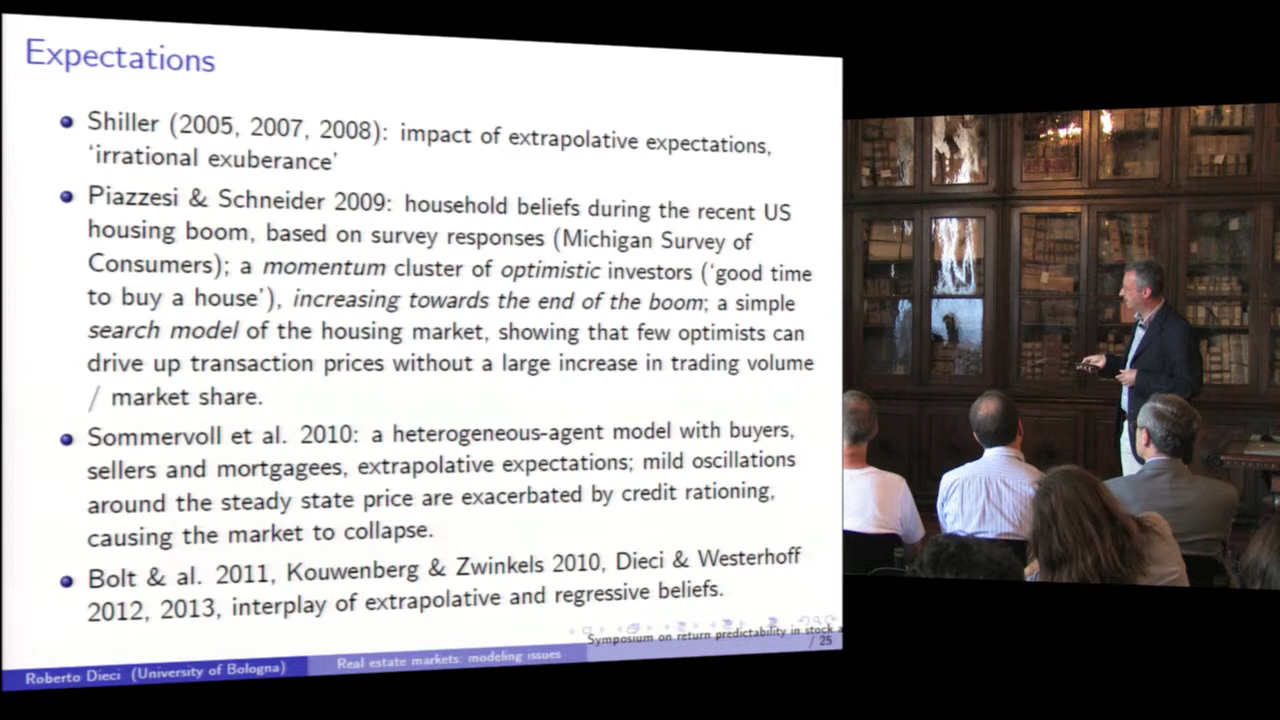 Expectations
Shiller (2005, 2007, 2008): impact of extrapolative expectations,
'irrational exuberance'
Piazzesi & Schneider 2009: household beliefs during the recent US
housing boom, based on survey responses (Michigan Survey of
Consumers); a momentum cluster of optimistic investors ('good time
to buy a house'), increasing towards the end of the boom; a simple
search model of the housing market, showing that few optimists can
drive up transaction prices without a large increase in trading volume
/ market share.
Sommervoll et al. 2010: a heterogeneous-agent model with buyers,
sellers and mortgagees, extrapolative expectations; mild oscillations
around the steady state price are exacerbated by credit rationing,
causing the market to collapse.
Bolt & al. 2011, Kouwenberg & Zwinkels 2010, Dieci & Westerhoff
2012, 2013, interplay of extrapolative and regressive beliefs.
Symposium on return predictability in stock
/ 25
Roberto Dieci (University of Bologna) Real estate markets: modeling issues